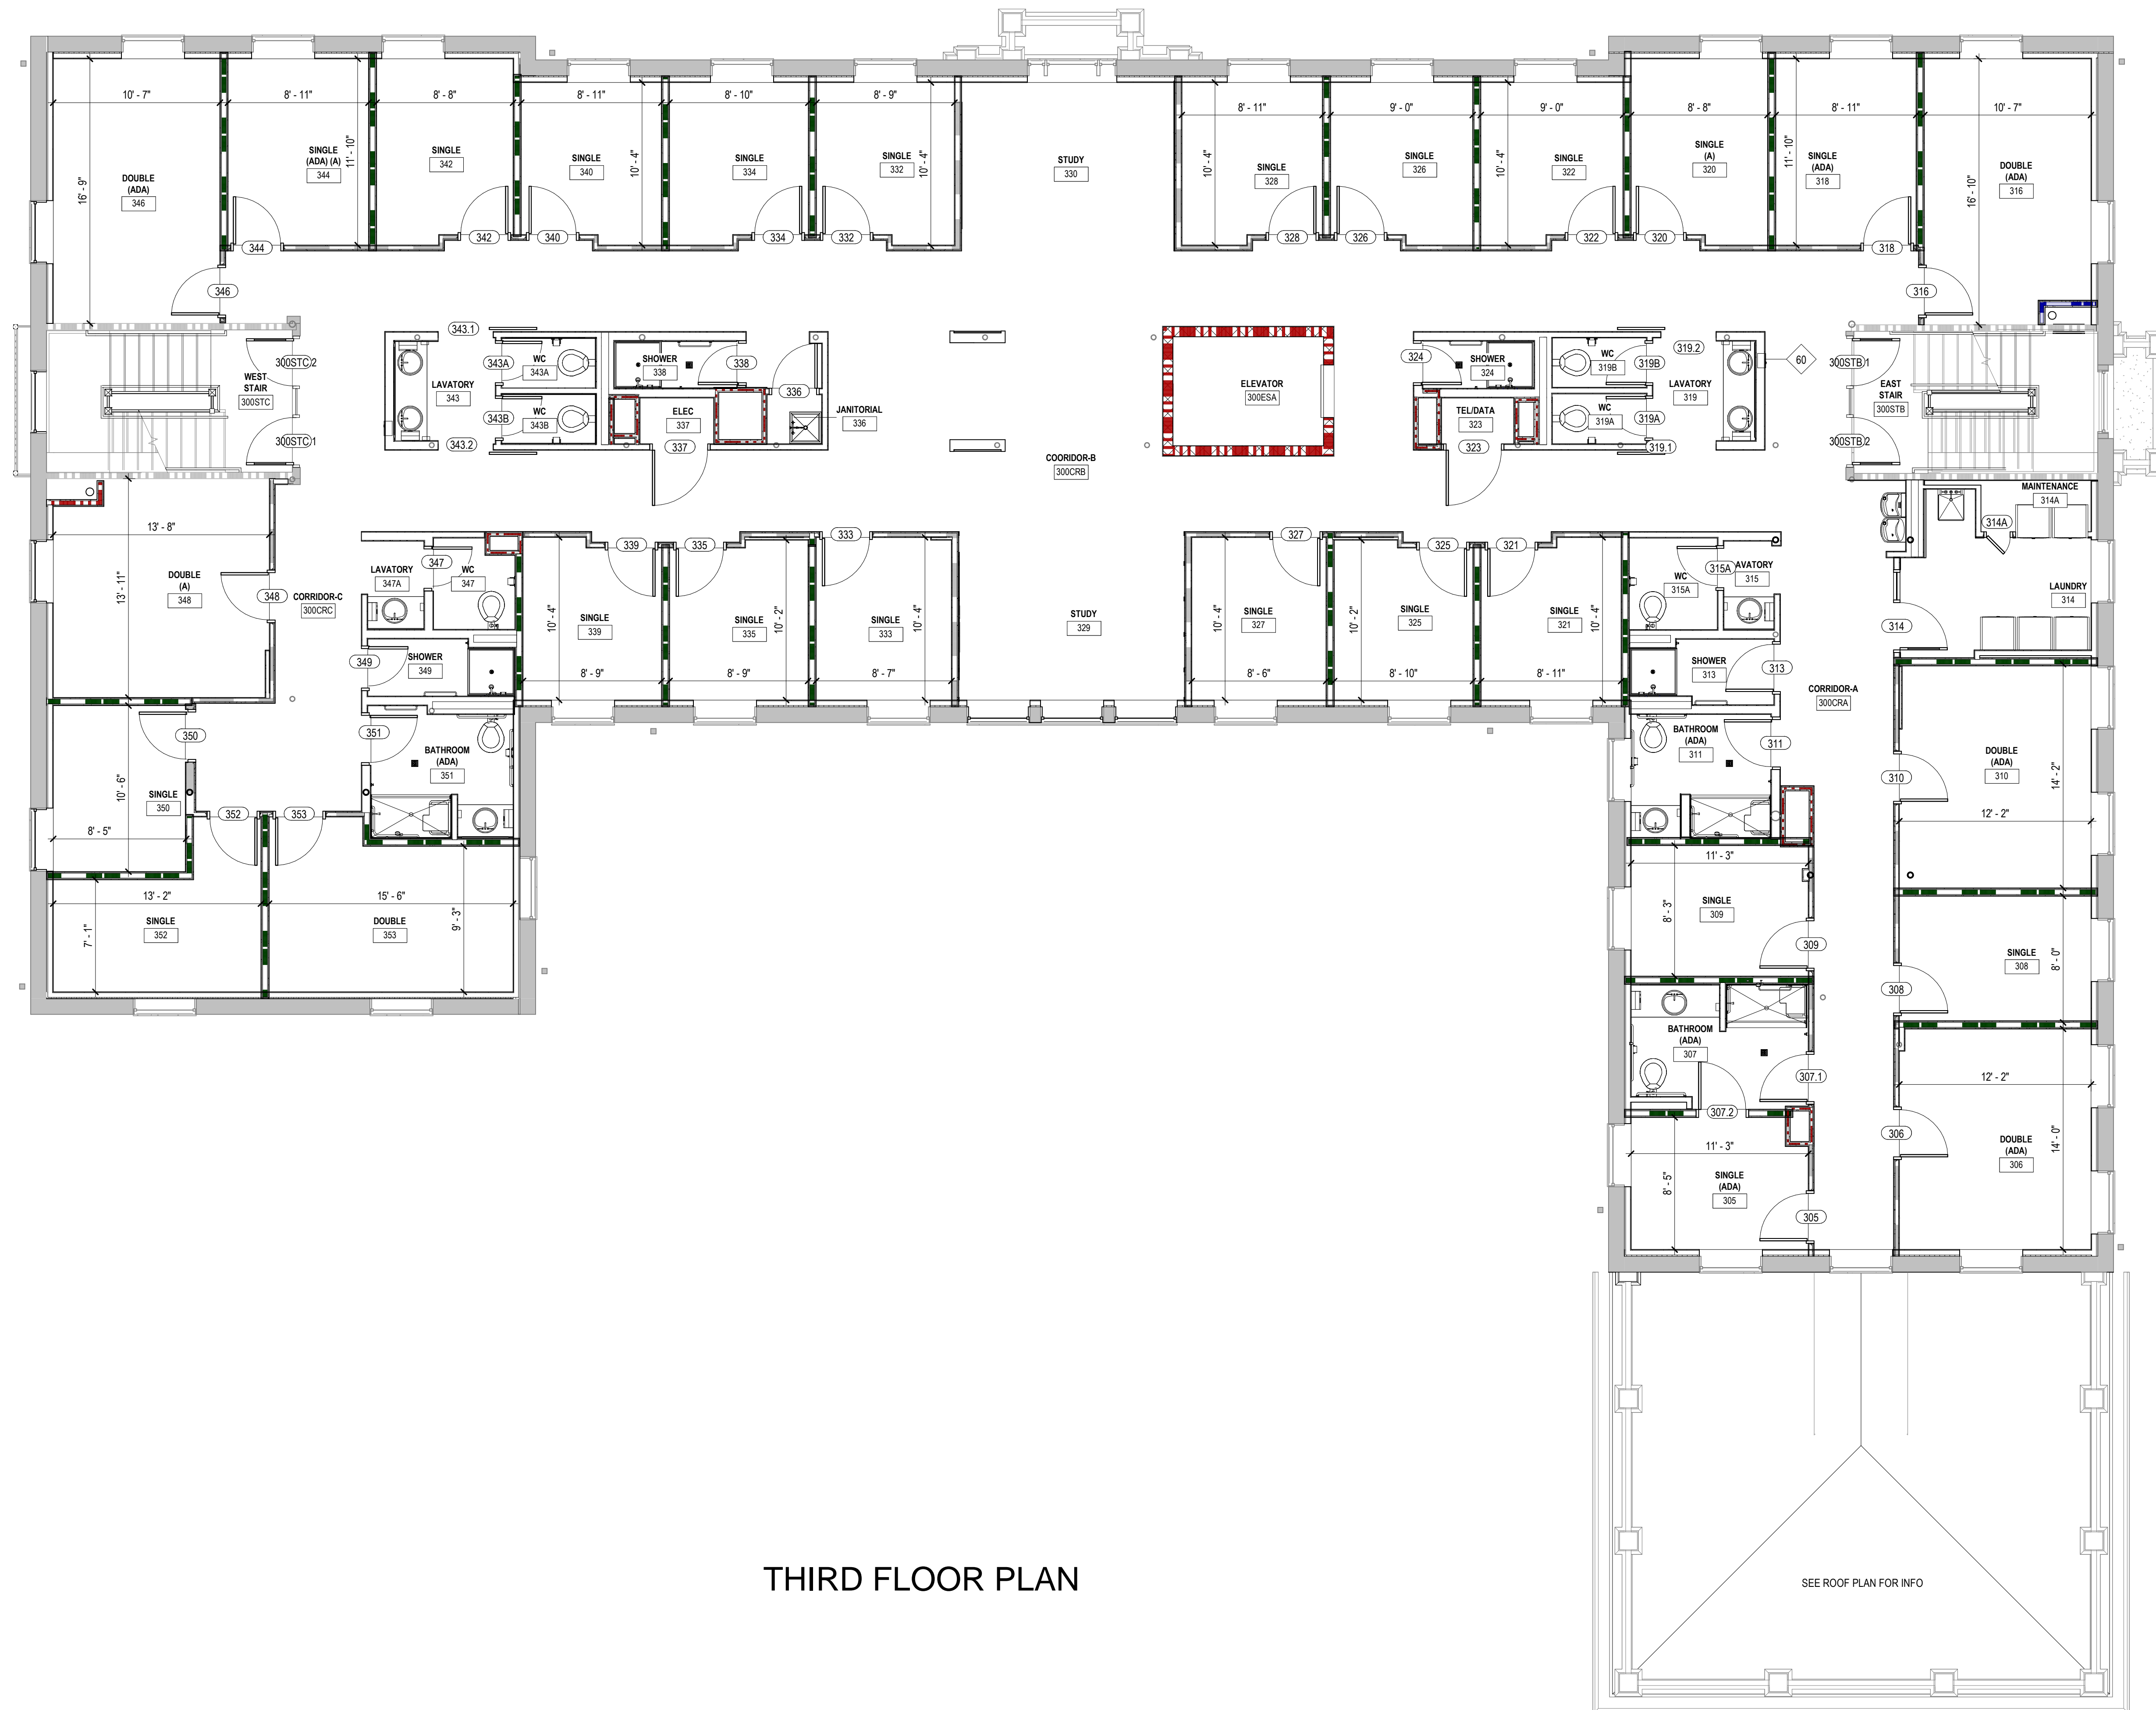 10' - 7"
8' - 11"
8' - 8"
8' - 11"
8' - 10"
8' - 9"
8' - 11"
9' - 0"
9' - 0"
8' - 8"
8' - 11"
10' - 7"
16' - 9"
11' - 10"
10' - 4"
10' - 4"
10' - 4"
10' - 4"
11' - 10"
16' - 10"
DOUBLE
(ADA)
346
SINGLE
(ADA) (A)
344
SINGLE
342
SINGLE
340
SINGLE
334
SINGLE
332
STUDY
330
SINGLE
328
SINGLE
326
SINGLE
322
SINGLE
(A)
320
SINGLE
(ADA)
318
DOUBLE
(ADA)
316
344
342
340
334
332
328
326
322
320
318
346
316
300STC2
WEST
STAIR
300STC
300STC1
343.1
LAVATORY
343
343.2
343A
WC
343A
343B
WC
343B
SHOWER
338
338
ELEC
337
337
336
JANITORIAL
336
COORIDOR-B
300CRB
ELEVATOR
300ESA
324
SHOWER
324
TEL/DATA
323
323
WC
319B
319B
WC
319A
319A
319.1
319.2
LAVATORY
319
60
300STB1
EAST
STAIR
300STB
300STB2
MAINTENANCE
314A
314A
LAUNDRY
314
314
13' - 8"
13' - 11"
DOUBLE
(A)
348
348
CORRIDOR-C
300CRC
LAVATORY
347A
347
WC
347
349
SHOWER
349
351
BATHROOM
(ADA)
351
339
335
333
10' - 4"
SINGLE
339
8' - 9"
SINGLE
335
10' - 2"
8' - 9"
SINGLE
333
10' - 4"
8' - 7"
STUDY
329
327
325
321
10' - 4"
SINGLE
327
8' - 6"
10' - 2"
SINGLE
325
8' - 10"
SINGLE
321
10' - 4"
8' - 11"
WC
315A
315A
AVATORY
315
SHOWER
313
313
BATHROOM
(ADA)
311
311
CORRIDOR-A
300CRA
310
DOUBLE
(ADA)
310
14' - 2"
12' - 2"
350
10' - 6"
SINGLE
350
8' - 5"
352
353
13' - 2"
SINGLE
352
7' - 1"
15' - 6"
DOUBLE
353
9' - 3"
11' - 3"
8' - 3"
SINGLE
309
309
308
SINGLE
308
8' - 0"
BATHROOM
(ADA)
307
307.1
307.2
12' - 2"
306
DOUBLE
(ADA)
306
14' - 0"
11' - 3"
8' - 5"
SINGLE
(ADA)
305
305
THIRD FLOOR PLAN
SEE ROOF PLAN FOR INFO